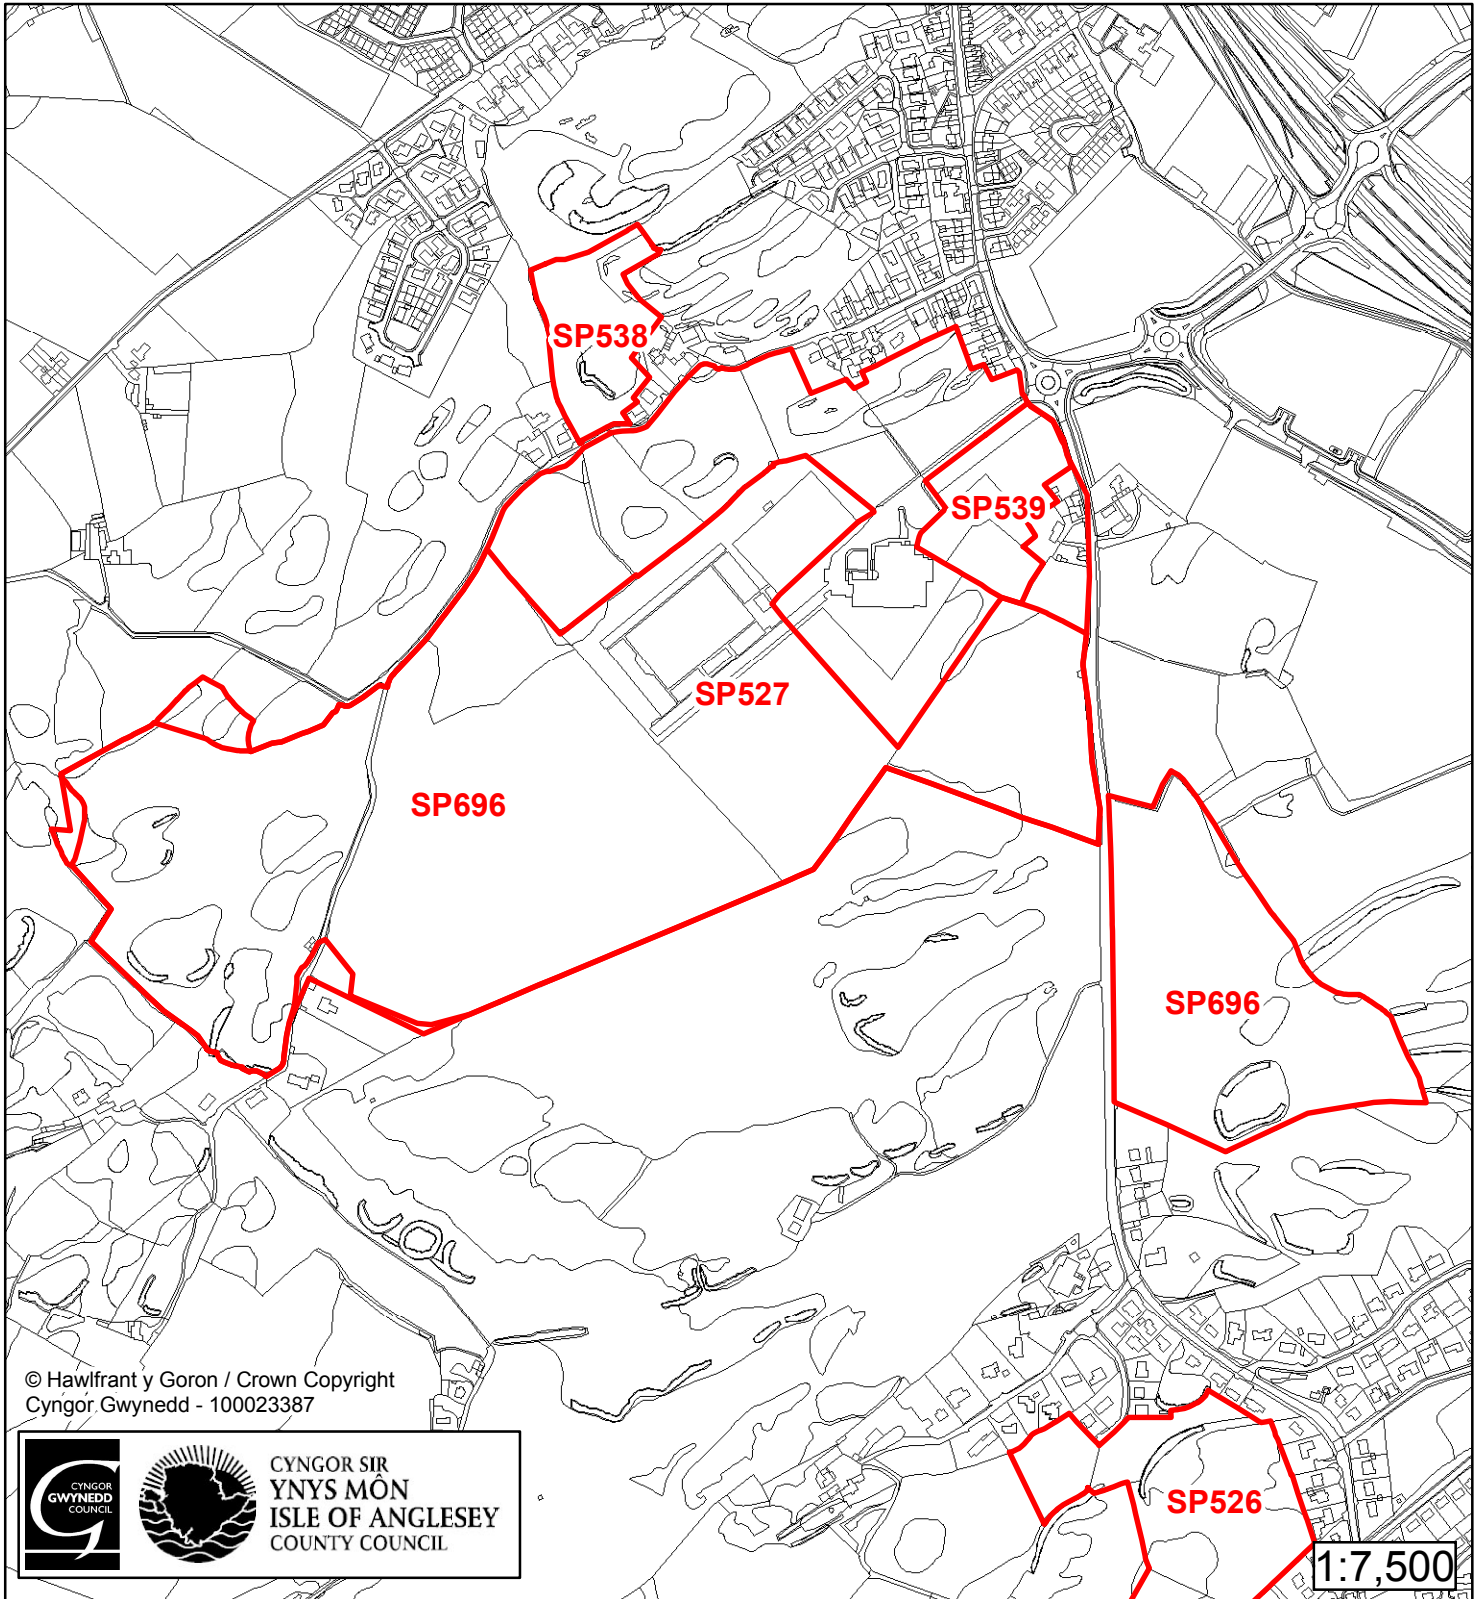 SP538
SP539
SP527
SP696
SP696
© Hawlfrant y Goron / Crown Copyright
Cyngor Gwynedd - 100023387
CYNGOR
GWYNEDD
COUNCIL
CYNGOR SIR
YNYS MÔN
ISLE OF ANGLESEY
COUNTY COUNCIL
SP526
1:7,500